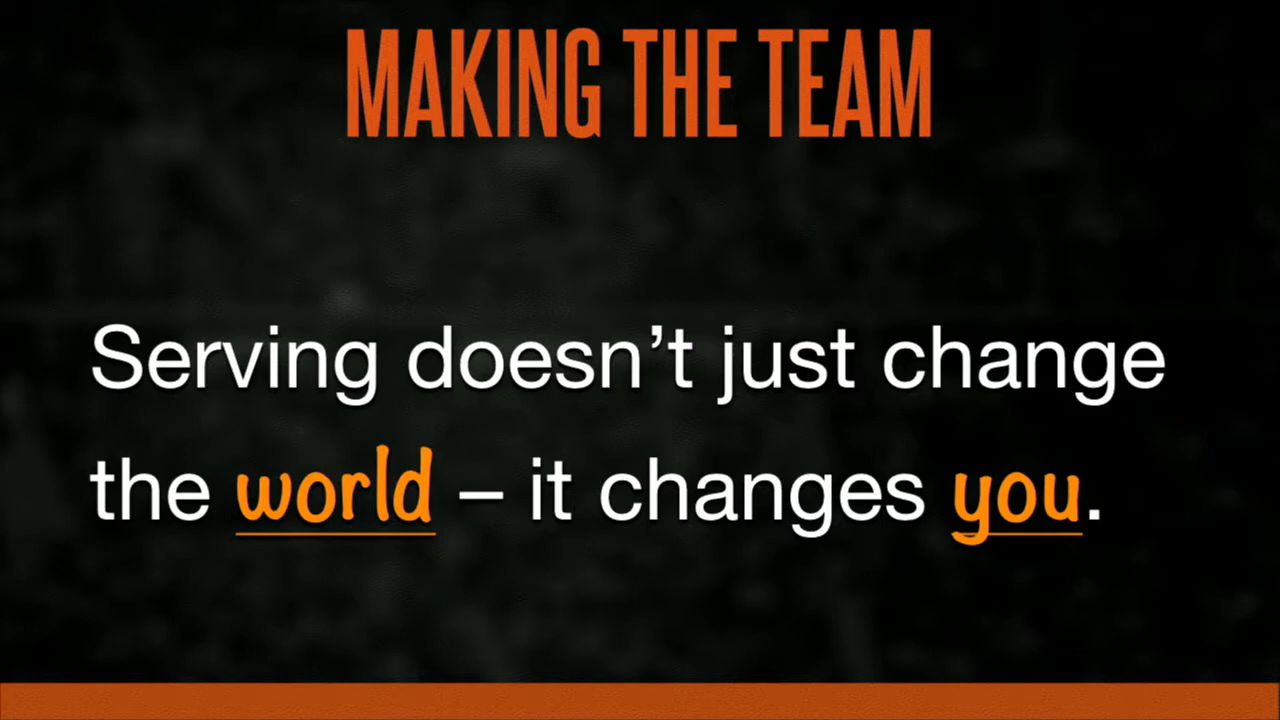 MAKING THE TEAM
Serving doesn’t just change
the world – it changes you.